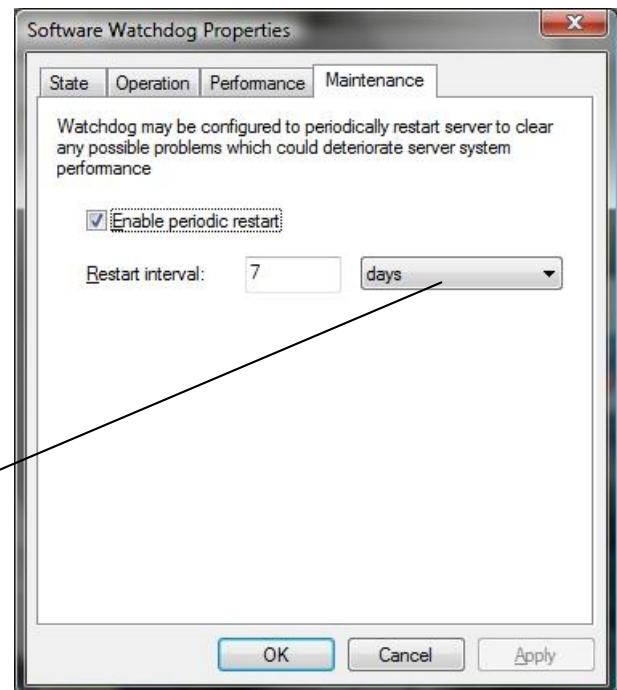 Software Watchdog Properties
State Operation Performance Maintenance
Watchdog may be configured to periodically restart server to clear
any possible problems which could deteriorate server system
performance
Enable periodic restart
Restart interval: 7 days
OK Cancel Apply